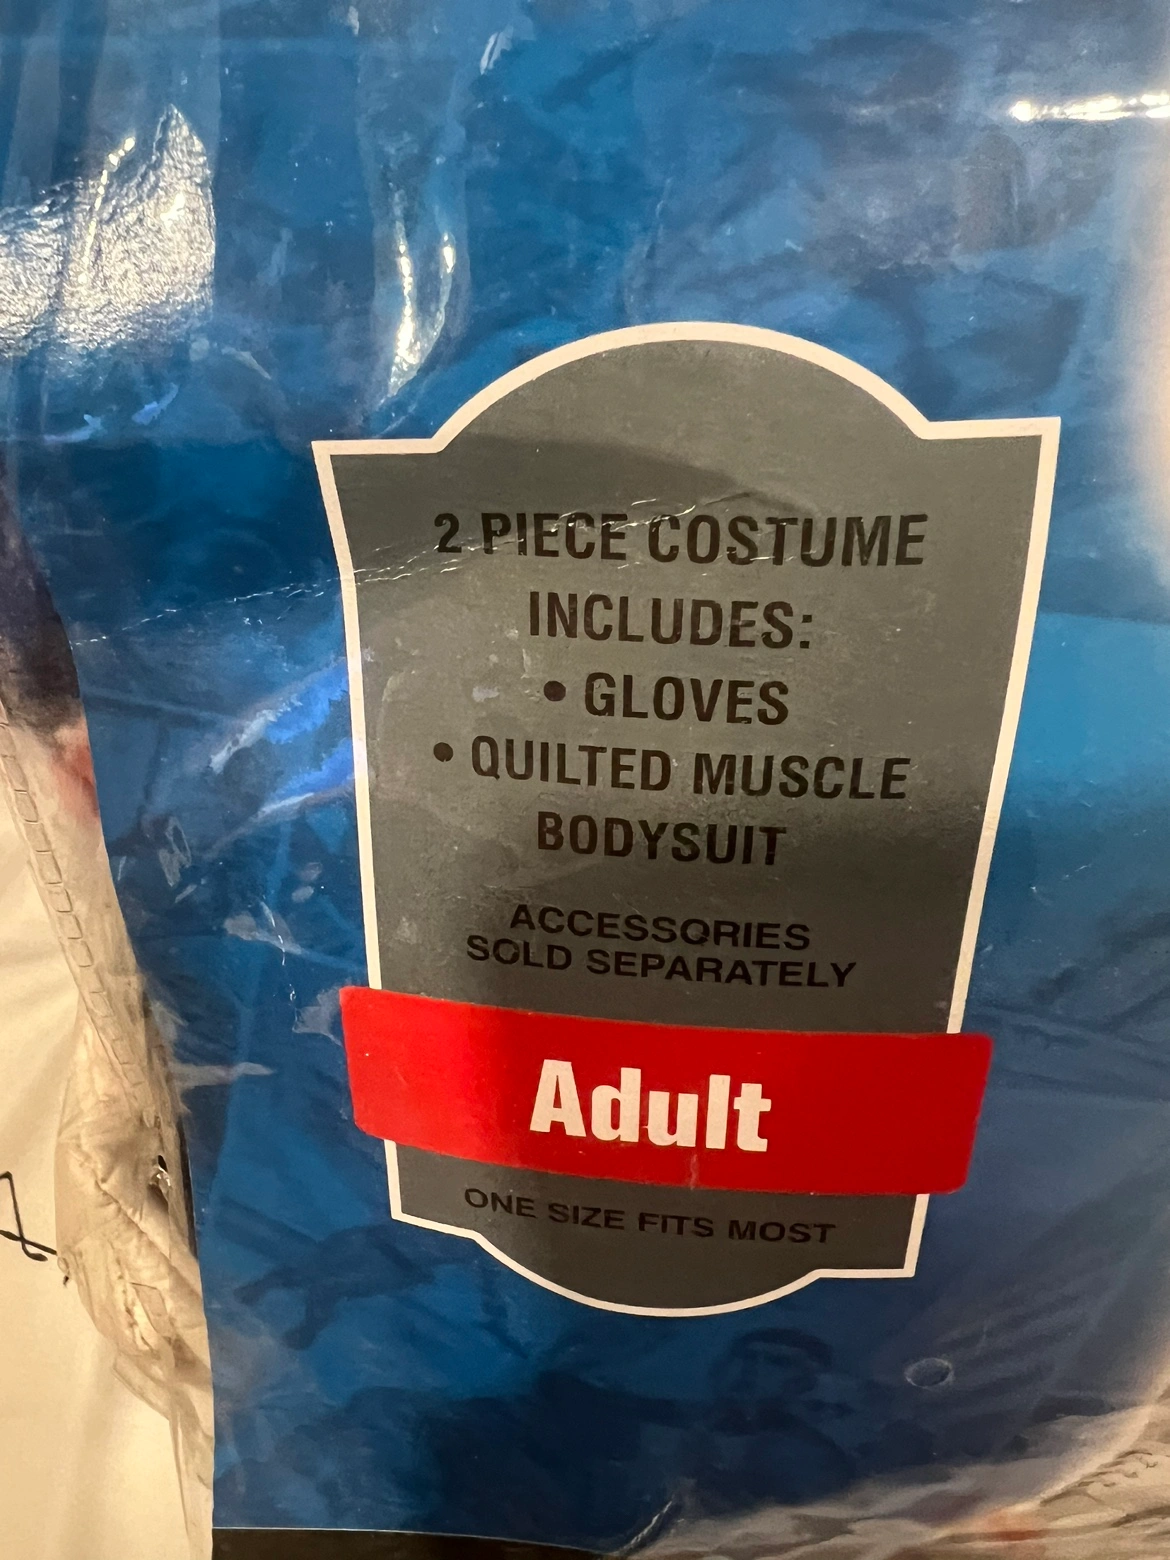 2 PIECE COSTUME
INCLUDES:
• GLOVES
• QUILTED MUSCLE
BODYSUIT
ACCESSORIES
SOLD SEPARATELY
Adult
ONE SIZE FITS MOST